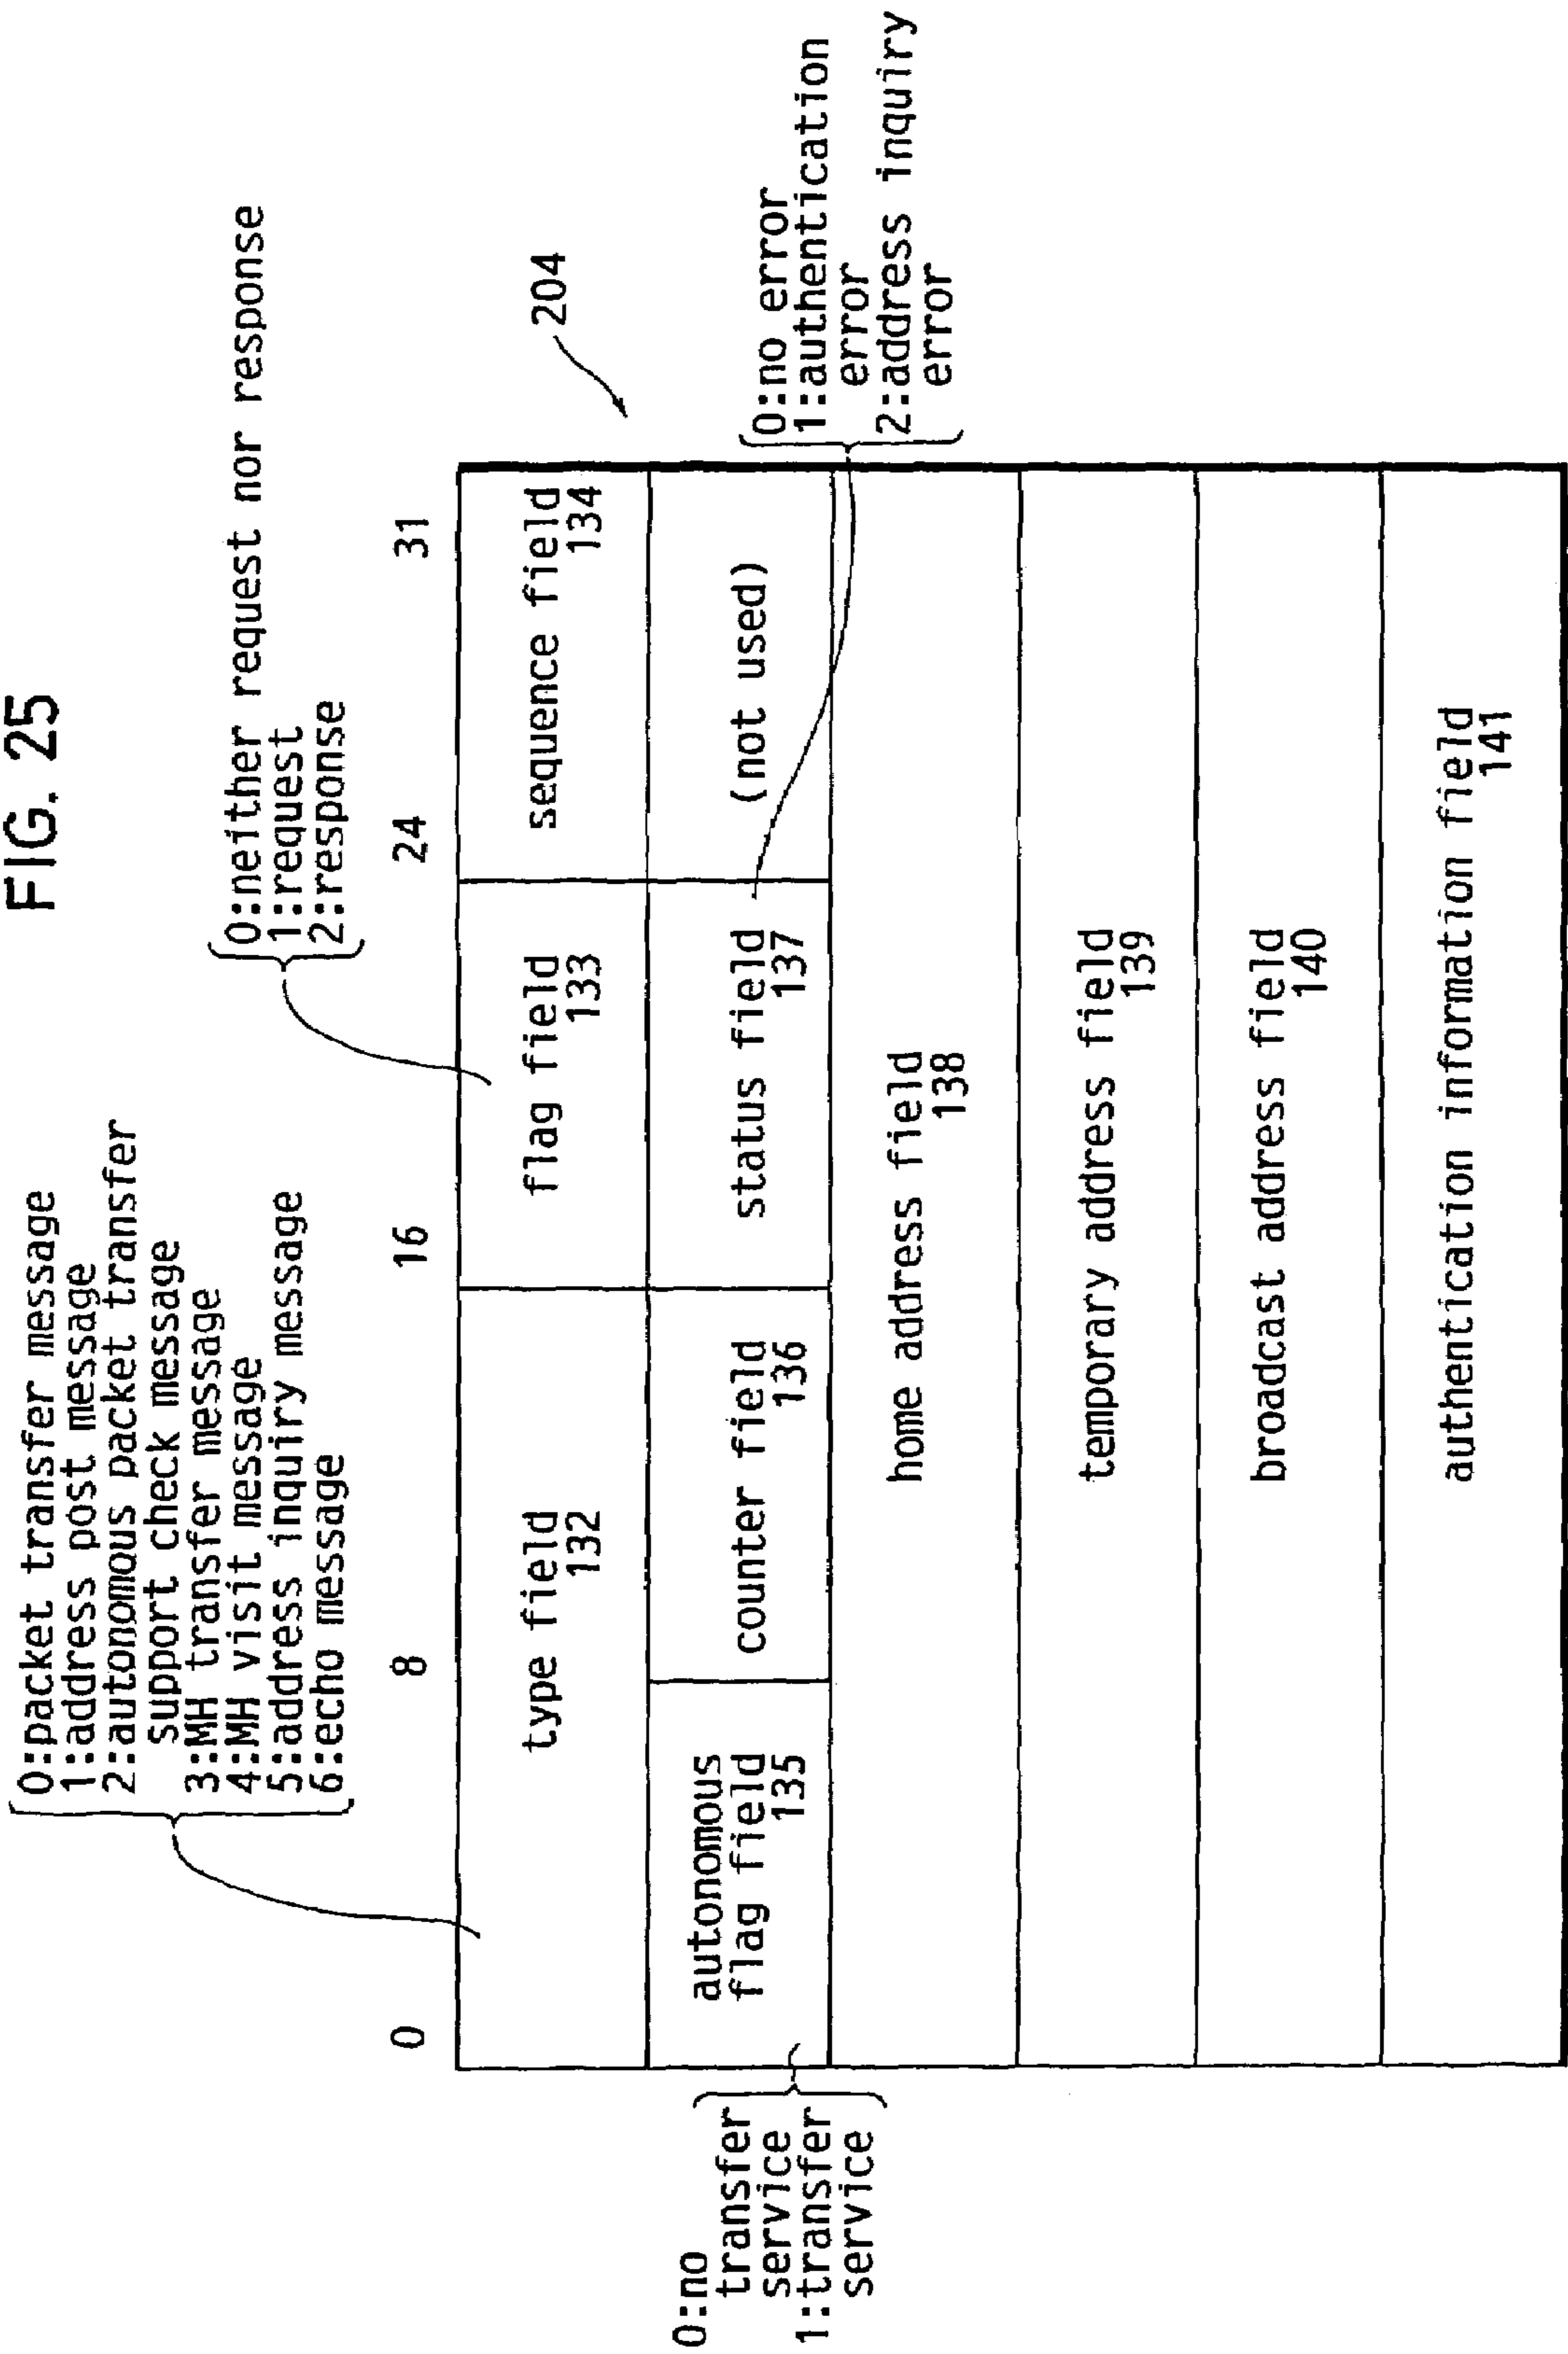 FIG. 25
0:packet transfer message
1:address post message
2:autonomous packet transfer
support check message
3:MH transfer message
4:MH visit message
5:address inquiry message
6:echo message
0:neither request nor response
1:request
2:response
0
8
16
24
31
204
type field
132
flag field
133
sequence field
134
0:no
transfer
service
1:transfer
service
autonomous
flag field
135
counter field
136
status field
137
(not used)
0:no error
1:authentication
error
2:address inquiry
error
home address field
138
temporary address field
139
broadcast address field
140
authentication information field
141